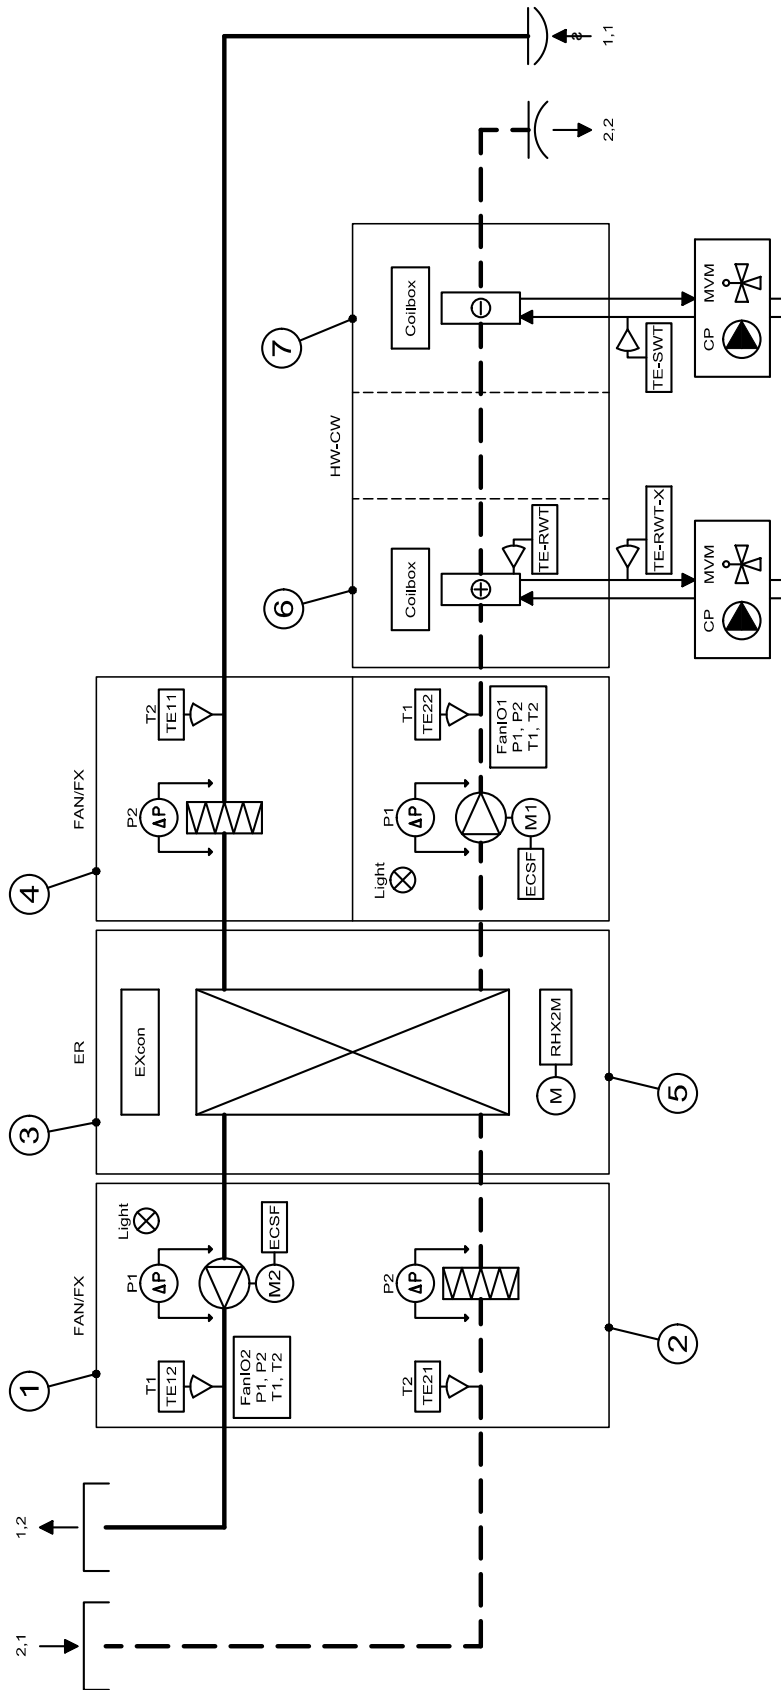 2,1
1,2
1
FAN/FX
Light
P1
ΔP
M2
ECSF
T1
TE12
FanIO2
P1, P2
T1, T2
P2
ΔP
T2
TE21
2
3
ER
EXcon
M
RHX2M
5
4
FAN/FX
P2
ΔP
T2
TE11
Light
P1
ΔP
M1
ECSF
T1
TE22
FanIO1
P1, P2
T1, T2
6
HW-CW
7
Coilbox
TE-RWT
TE-RWT-X
CP
MVM
Coilbox
TE-SWT
CP
MVM
2,2
1,1